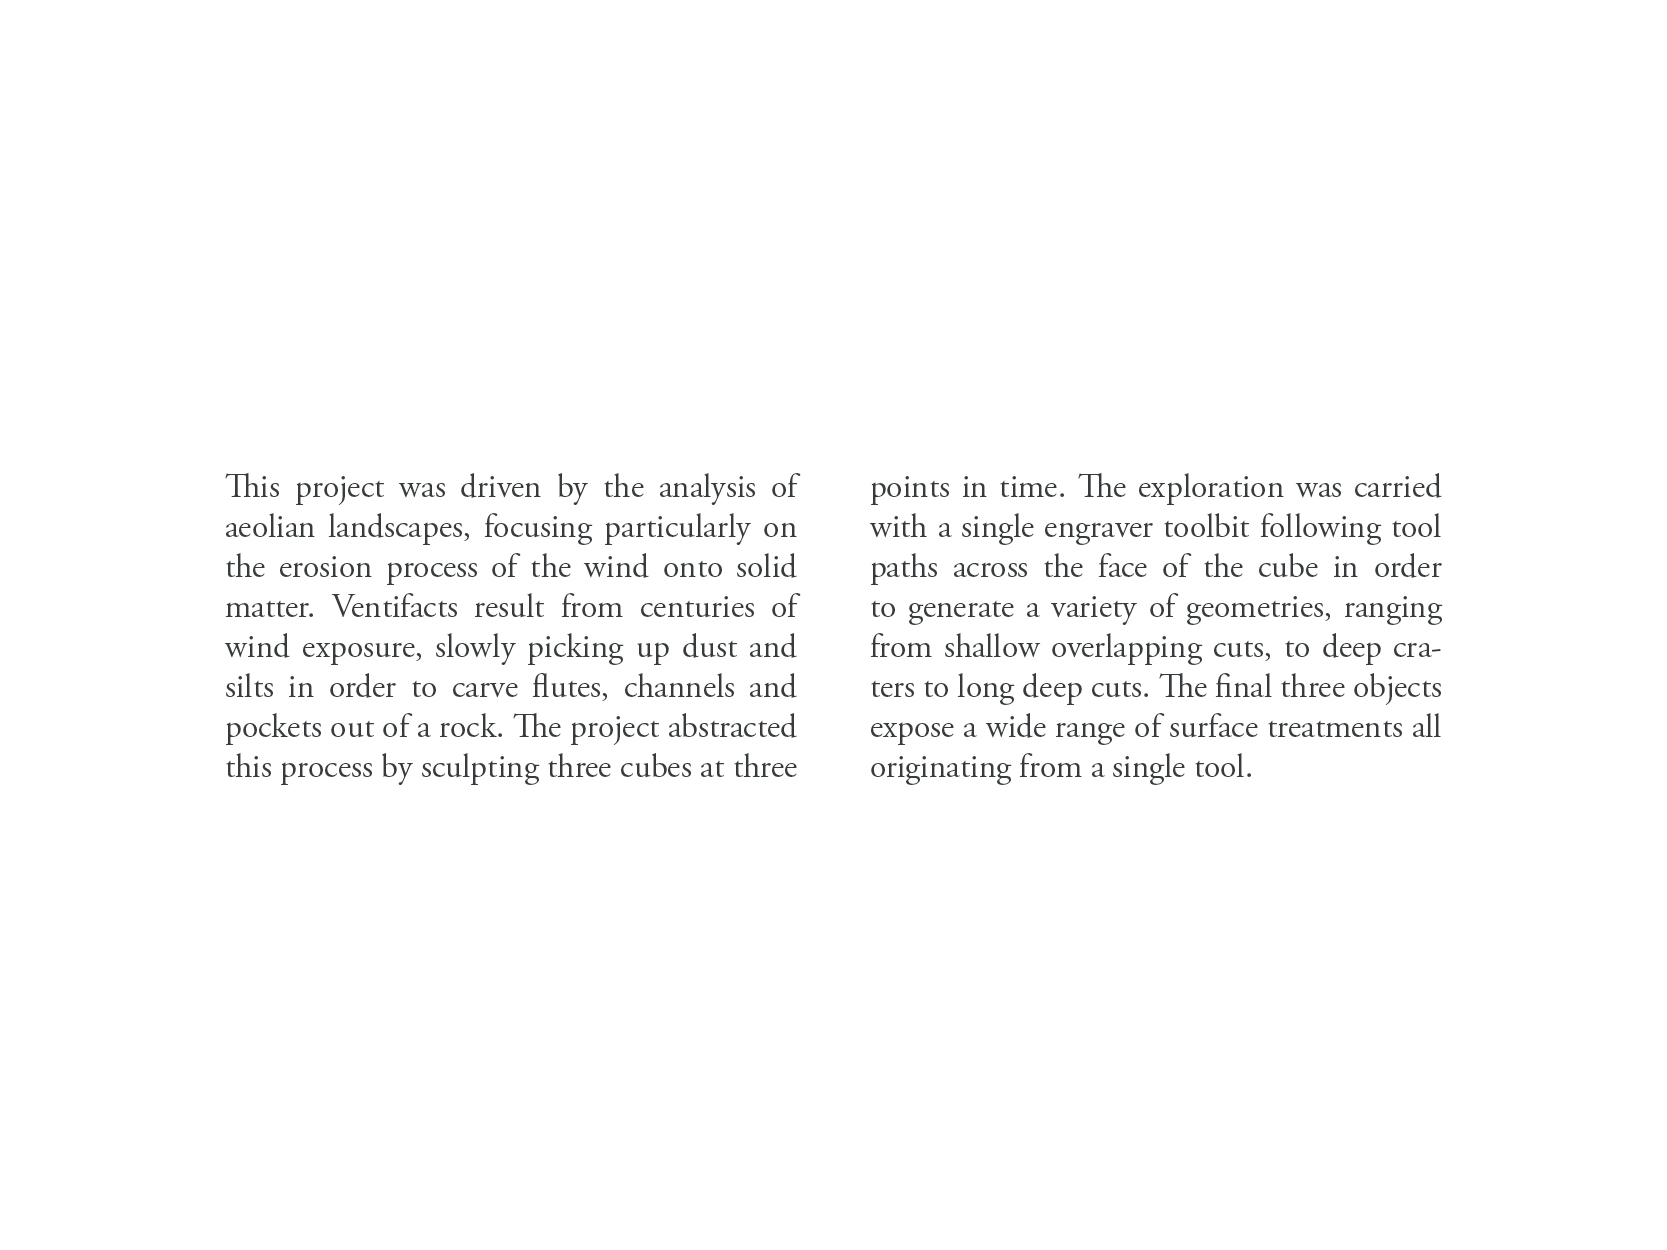 This project was driven by the analysis of
aeolian landscapes, focusing particularly on
the erosion process of the wind onto solid
matter. Ventifacts result from centuries of
wind exposure, slowly picking up dust and
silts in order to carve flutes, channels and
pockets out of a rock. The project abstracted
this process by sculpting three cubes at three
points in time. The exploration was carried
with a single engraver toolbit following tool
paths across the face of the cube in order
to generate a variety of geometries, ranging
from shallow overlapping cuts, to deep cra-
ters to long deep cuts. The final three objects
expose a wide range of surface treatments all
originating from a single tool.